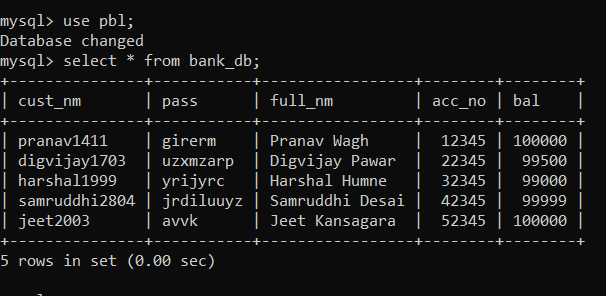 mysql> use pbl;
Database changed
mysql> select * from bank_db;
+---------------+----------+-----------------+--------+--------+
| cust_nm       | pass     | full_nm         | acc_no | bal    |
+---------------+----------+-----------------+--------+--------+
| pranav1411    | girerm   | Pranav Wagh     |  12345 | 100000 |
| digvijay1703  | uzxmzarp | Digvijay Pawar  |  22345 |  99500 |
| harshal1999   | yrijyrc  | Harshal Humne   |  32345 |  99000 |
| samruddhi2804 | jrdiluuyz | Samruddhi Desai |  42345 |  99999 |
| jeet2003      | avvk     | Jeet Kansagara  |  52345 | 100000 |
+---------------+----------+-----------------+--------+--------+
5 rows in set (0.00 sec)